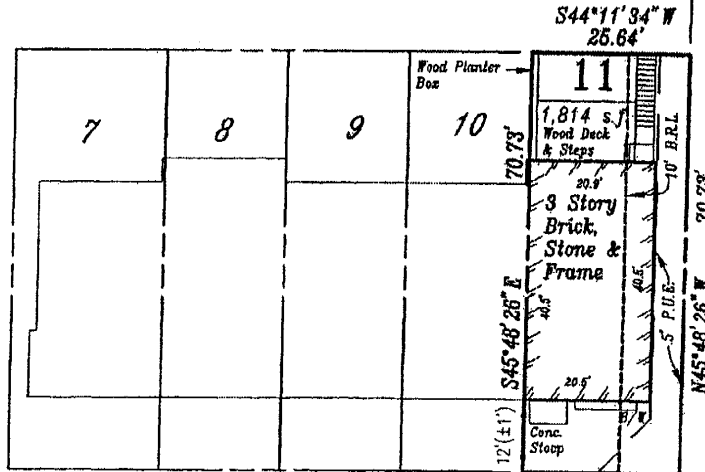 S44°11'34" W
25.64'
Wood Planter
Box
11
7
8
9
10
1,814 s.f.
Wood Deck
& Steps
70.73'
10' B.R.L.
70.73'
20.9'
3 Story
Brick,
Stone &
Frame
40.5'
40.5'
S45°48'26" E
5' P.U.E.
N45°48'26" W
20.5'
12'(±1')
Conc.
Stoop
B/W